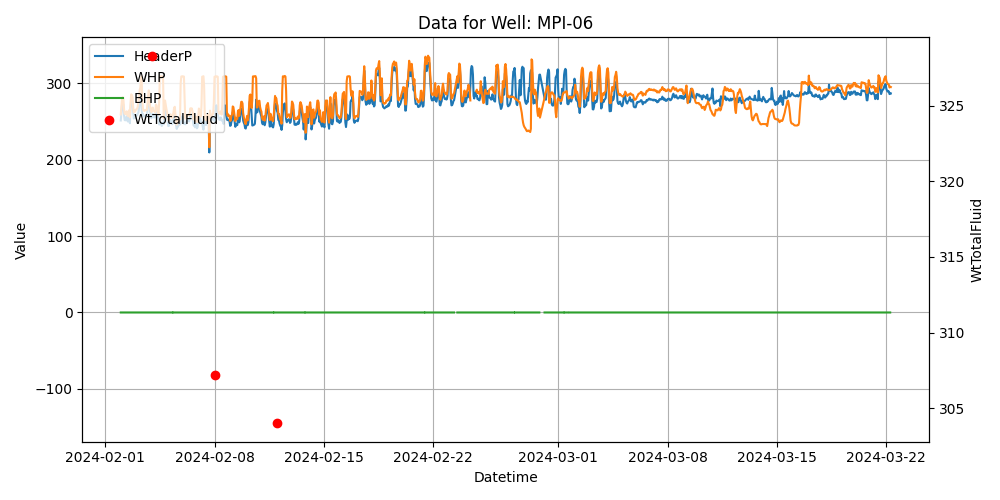 Data for Well: MPI-06
HeaderP
WHP
BHP
WtTotalFluid
300
200
100
0
−100
Value
325
320
315
310
305
WtTotalFluid
2024-02-01
2024-02-08
2024-02-15
2024-02-22
2024-03-01
2024-03-08
2024-03-15
2024-03-22
Datetime